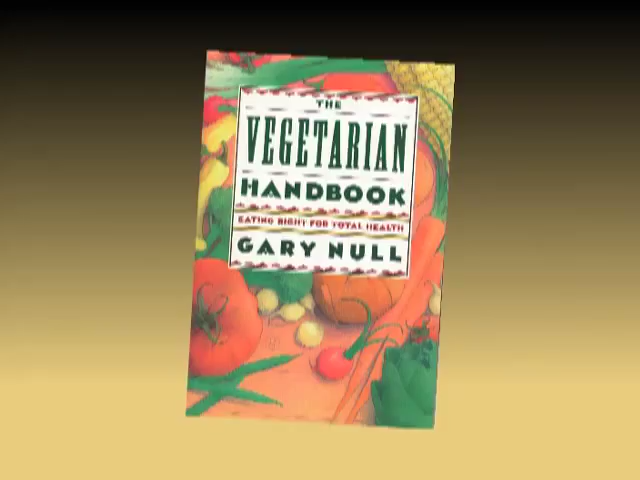 THE
VEGETARIAN
HANDBOOK
EATING RIGHT FOR TOTAL HEALTH
GARY NULL